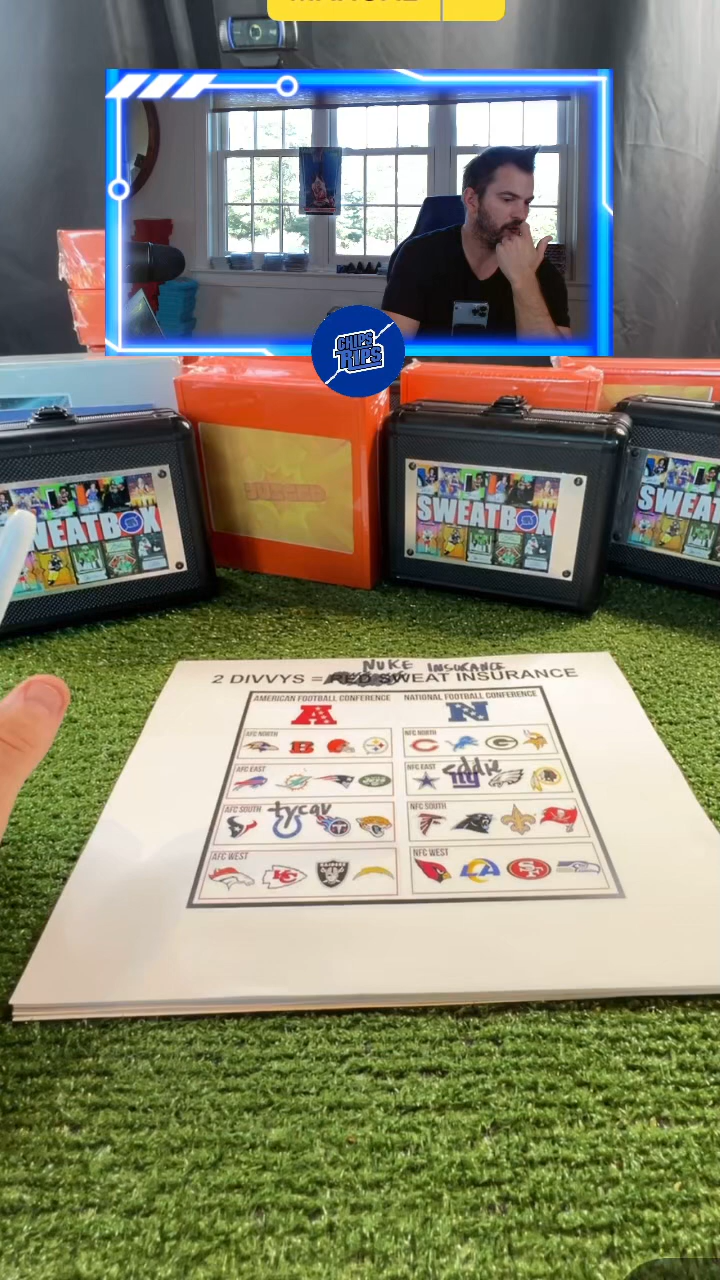 CHIPS
RIPS
SWEATBOX
SWEATBOX
SWEATBOX
NUKE INSURANCE
2 DIVVYS = RED SWEAT INSURANCE
AMERICAN FOOTBALL CONFERENCE
NATIONAL FOOTBALL CONFERENCE
AFC NORTH
NFC NORTH
AFC EAST
NFC EAST
eddie
AFC SOUTH
tycav
NFC SOUTH
AFC WEST
NFC WEST